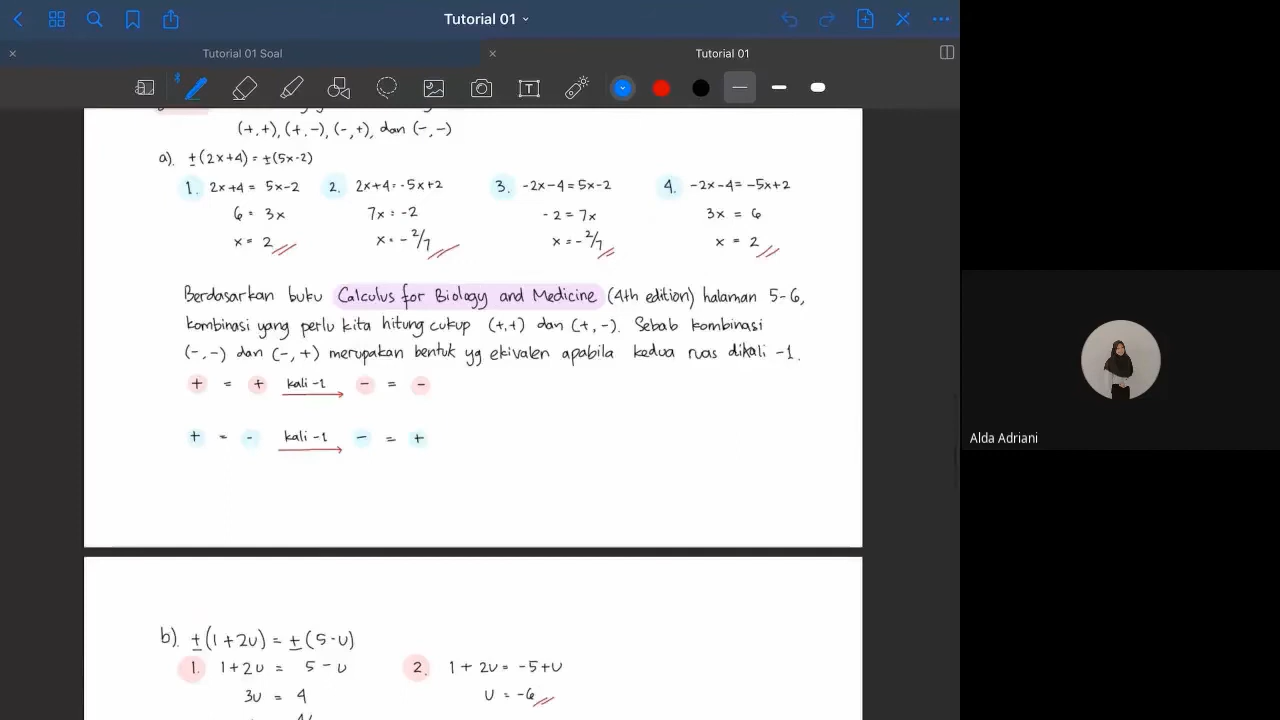 Tutorial 01
Tutorial 01 Soal
Tutorial 01
(+,+), (+,-), (-,+), dan (-,-)
a). ±(2x+4) = ±(5x-2)
1. 2x+4 = 5x-2 2. 2x+4 = -5x+2 3. -2x-4 = 5x-2 4. -2x-4 = -5x+2
6 = 3x 7x = -2 -2 = 7x 3x = 6
x = 2 x = -2/7 x = -2/7 x = 2
Berdasarkan buku Calculus for Biology and Medicine (4th edition) halaman 5-6,
kombinasi yang perlu kita hitung cukup (+,+) dan (+,-). Sebab kombinasi
(-,-) dan (-,+) merupakan bentuk yg ekivalen apabila kedua ruas dikali -1.
+ = + kali -1 - = -
+ = - kali -1 - = +
b). ±(1+2u) = ±(5-u)
1. 1+2u = 5-u 2. 1+2u = -5+u
3u = 4 u = -6
Alda Adriani